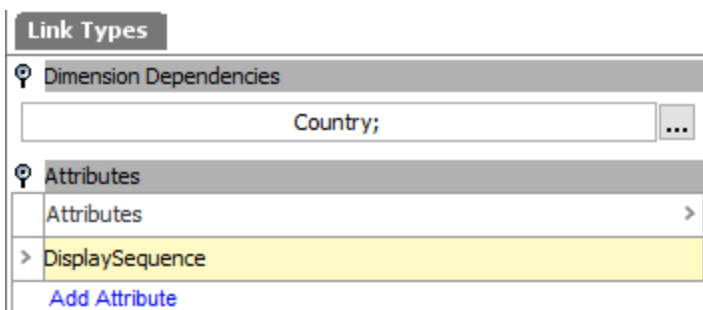 Link Types
Dimension Dependencies
Country;
...
Attributes
Attributes
DisplaySequence
Add Attribute